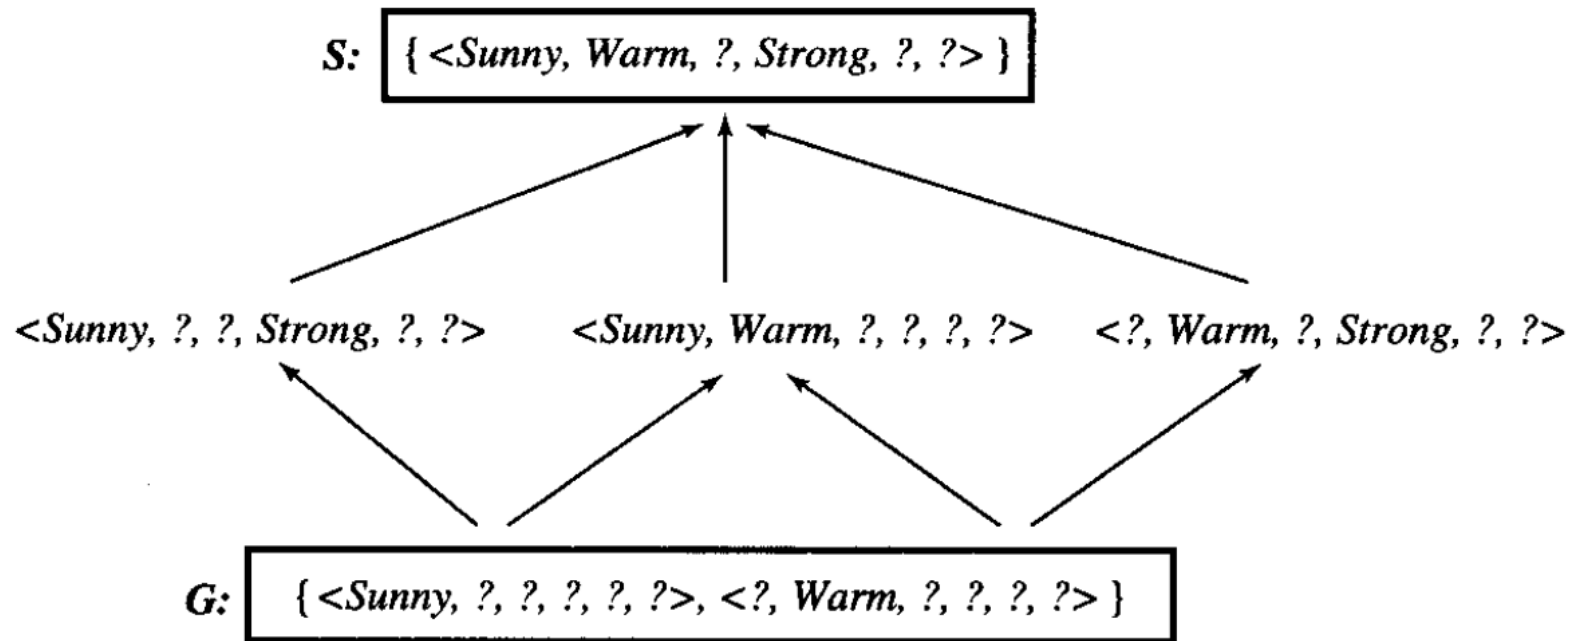 S: { <Sunny, Warm, ?, Strong, ?, ?> }
<Sunny, ?, ?, Strong, ?, ?> <Sunny, Warm, ?, ?, ?, ?> <?, Warm, ?, Strong, ?, ?>
G: { <Sunny, ?, ?, ?, ?, ?>, <?, Warm, ?, ?, ?, ?> }